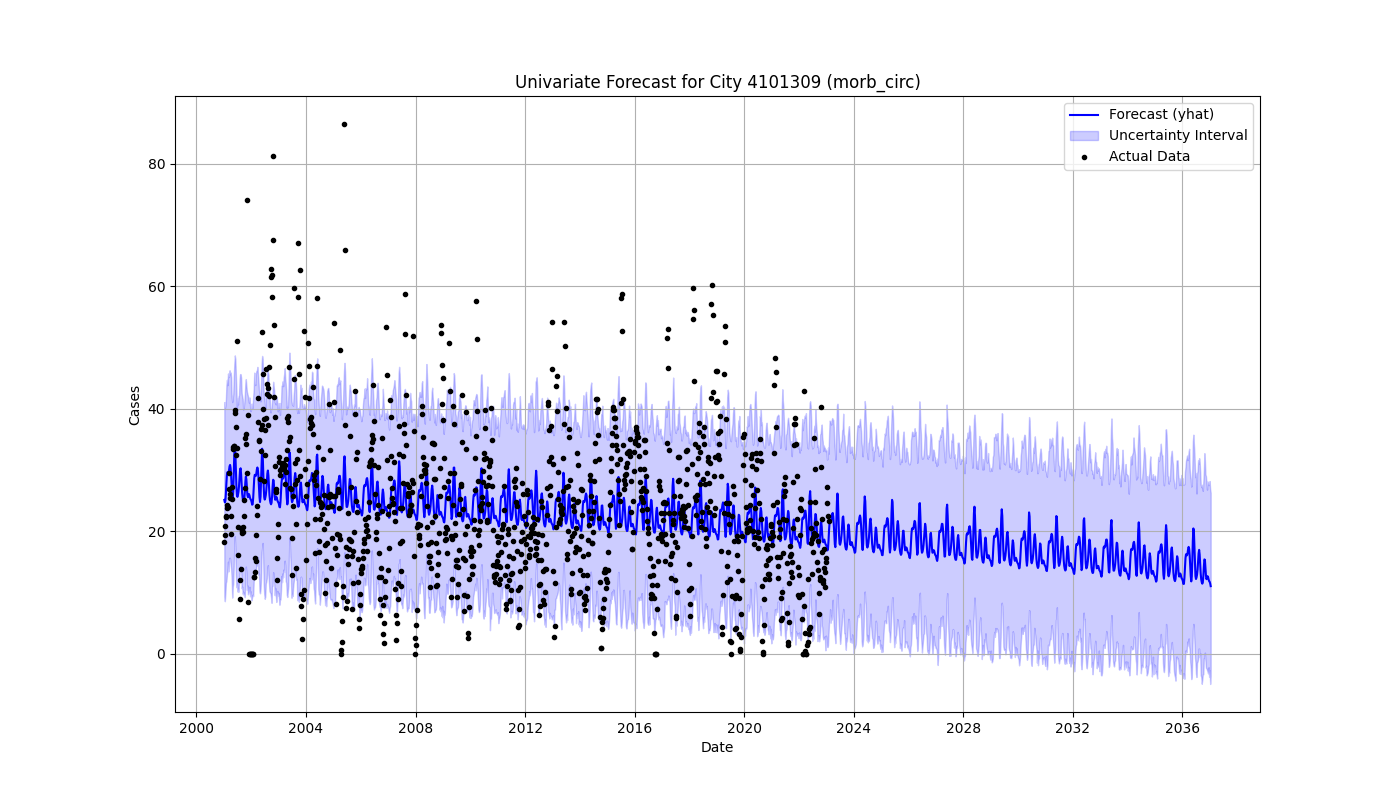 Univariate Forecast for City 4101309 (morb_circ)
Forecast (yhat)
Uncertainty Interval
Actual Data
Cases
80
60
40
20
0
2000 2004 2008 2012 2016 2020 2024 2028 2032 2036
Date